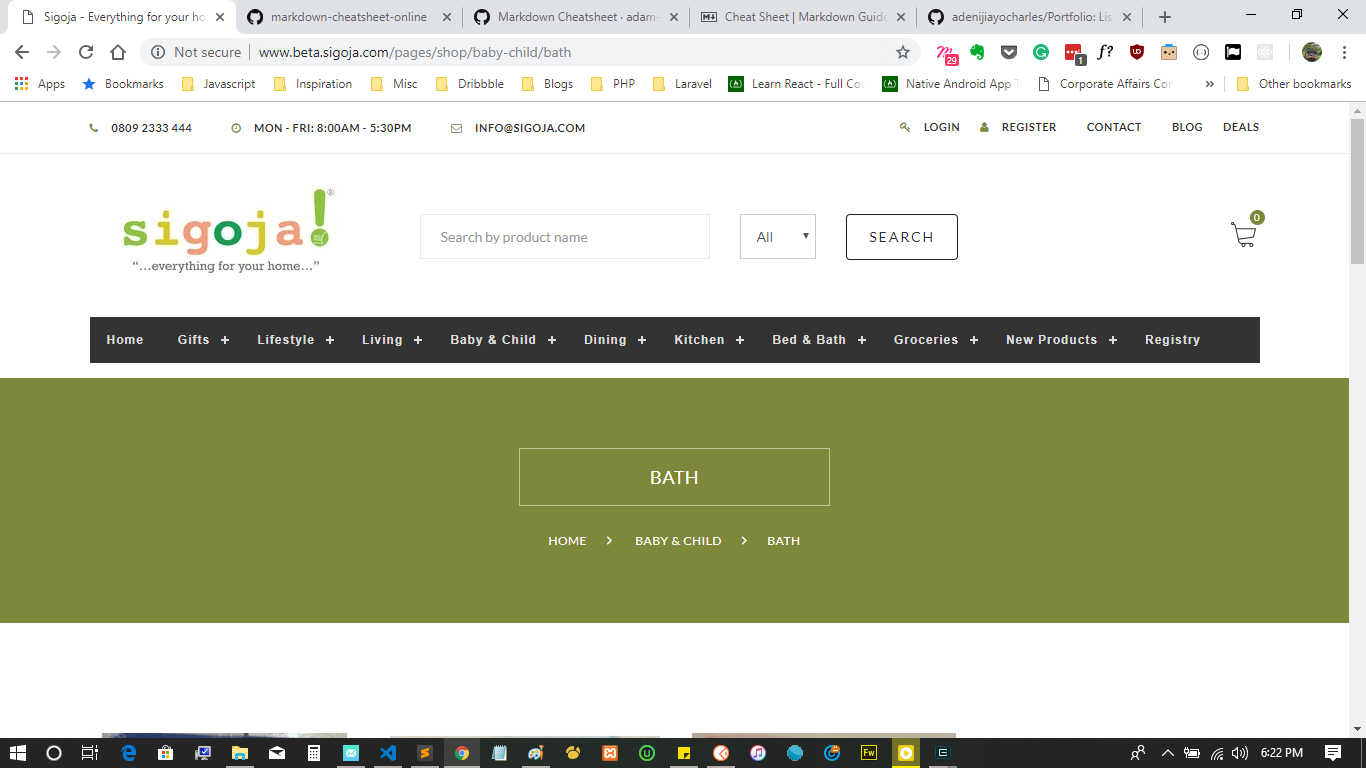 Sigoja - Everything for your ho
markdown-cheatsheet-online
Markdown Cheatsheet · adam-
Cheat Sheet | Markdown Guide
adenijiayocharles/Portfolio: Lis
Not secure | www.beta.sigoja.com/pages/shop/baby-child/bath
29
1
f?
Apps Bookmarks Javascript Inspiration Misc Dribbble Blogs PHP Laravel Learn React - Full Cou Native Android App T Corporate Affairs Con » Other bookmarks
0809 2333 444 MON - FRI: 8:00AM - 5:30PM INFO@SIGOJA.COM LOGIN REGISTER CONTACT BLOG DEALS
sigoja!®
"...everything for your home..."
Search by product name
All
SEARCH
0
Home Gifts + Lifestyle + Living + Baby & Child + Dining + Kitchen + Bed & Bath + Groceries + New Products + Registry
BATH
HOME > BABY & CHILD > BATH
Fw
6:22 PM